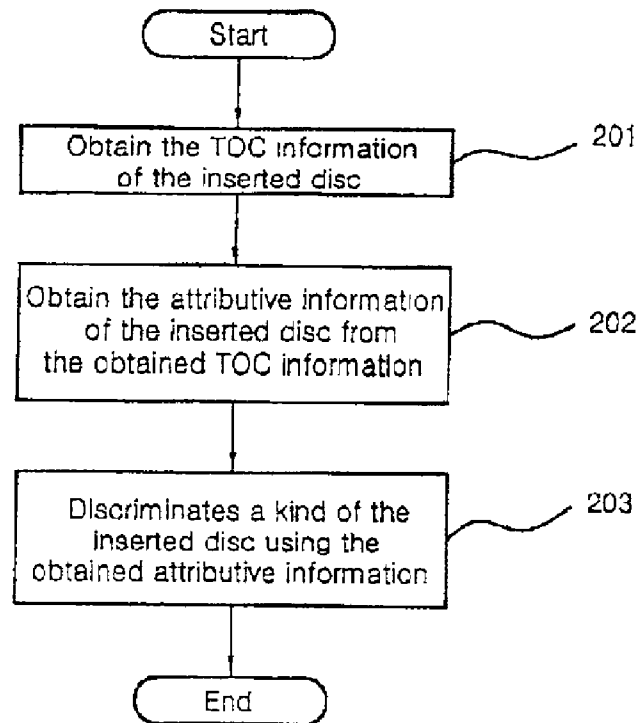 Start
Obtain the TOC information
of the inserted disc
201
Obtain the attributive information
of the inserted disc from
the obtained TOC information
202
Discriminates a kind of the
inserted disc using the
obtained attributive information
203
End